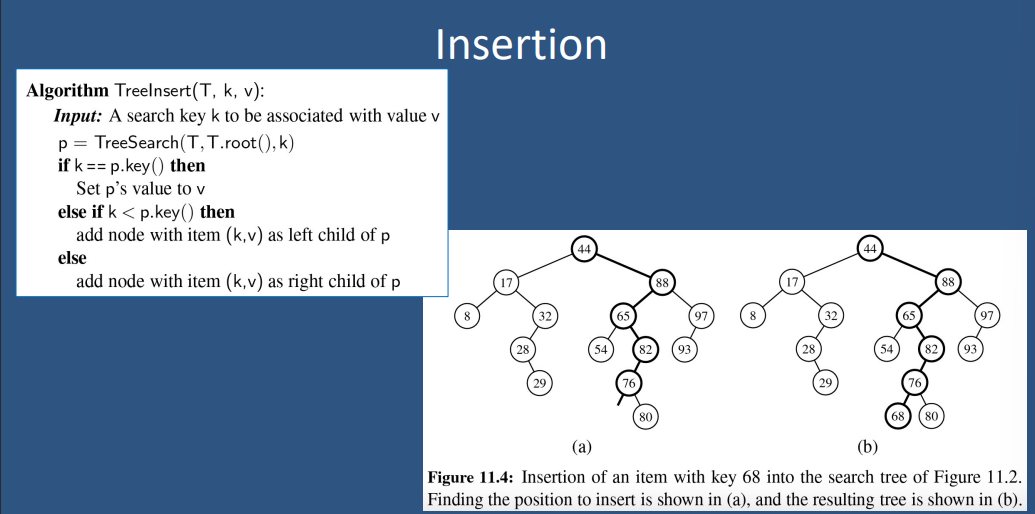 Insertion
Algorithm TreeInsert(T, k, v):
Input: A search key k to be associated with value v
p = TreeSearch(T,T.root(),k)
if k == p.key() then
Set p's value to v
else if k < p.key() then
add node with item (k,v) as left child of p
else
add node with item (k,v) as right child of p
44
17 88
8 32 65 97
28 54 82 93
29 76
80
(a)
44
17 88
8 32 65 97
28 54 82 93
29 76
68 80
(b)
Figure 11.4: Insertion of an item with key 68 into the search tree of Figure 11.2.
Finding the position to insert is shown in (a), and the resulting tree is shown in (b).